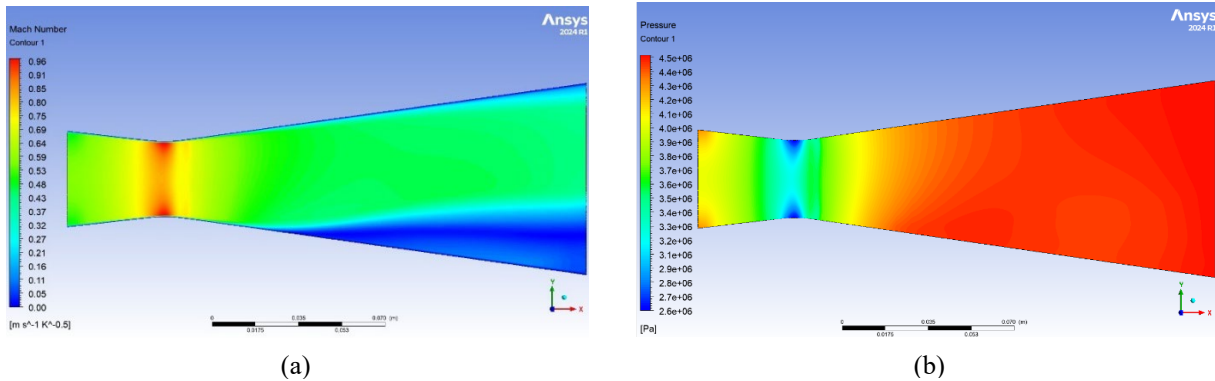 Mach Number
Contour 1
0.96
0.91
0.85
0.80
0.75
0.69
0.64
0.59
0.53
0.48
0.43
0.37
0.32
0.27
0.21
0.16
0.11
0.05
0.00
[m s^-1 K^-0.5]
Ansys
2024 R1
0
0.035
0.070
(m)
0.0175
0.053
Y
X
(a)
Pressure
Contour 1
4.5e+06
4.4e+06
4.3e+06
4.2e+06
4.1e+06
4.0e+06
3.9e+06
3.8e+06
3.7e+06
3.6e+06
3.5e+06
3.4e+06
3.3e+06
3.1e+06
3.0e+06
2.9e+06
2.8e+06
2.7e+06
2.6e+06
[Pa]
Ansys
2024 R1
0
0.035
0.070
(m)
0.0175
0.053
Y
X
(b)